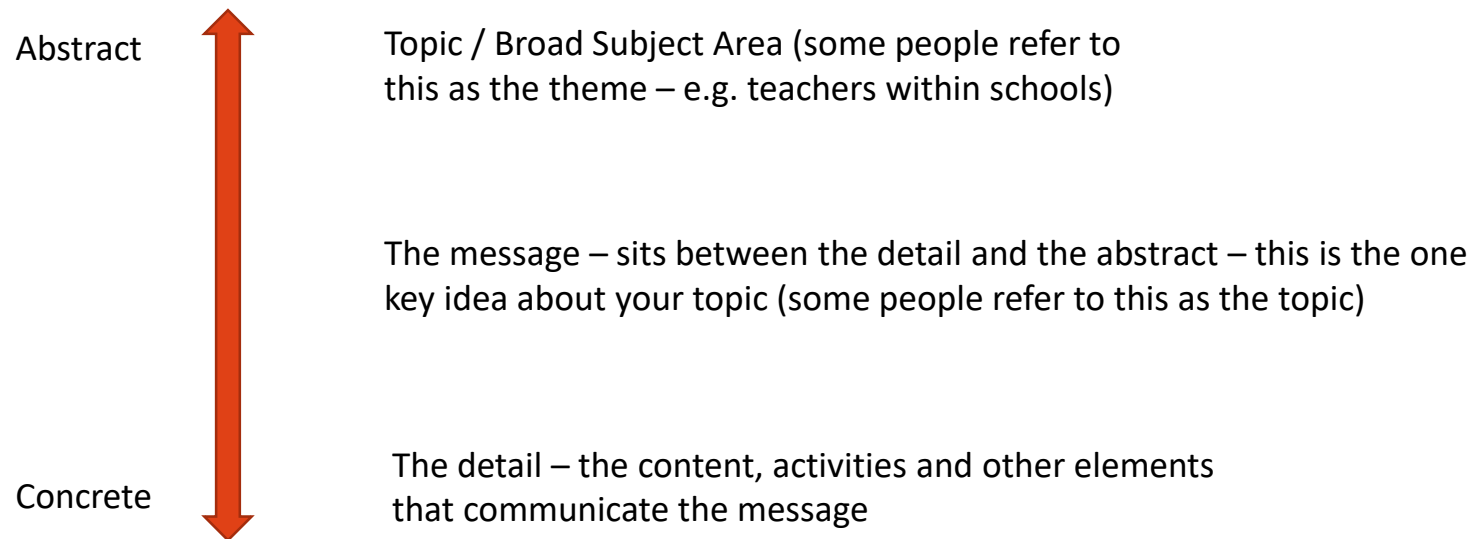 Abstract
Topic / Broad Subject Area (some people refer to
this as the theme – e.g. teachers within schools)
The message – sits between the detail and the abstract – this is the one
key idea about your topic (some people refer to this as the topic)
The detail – the content, activities and other elements
that communicate the message
Concrete